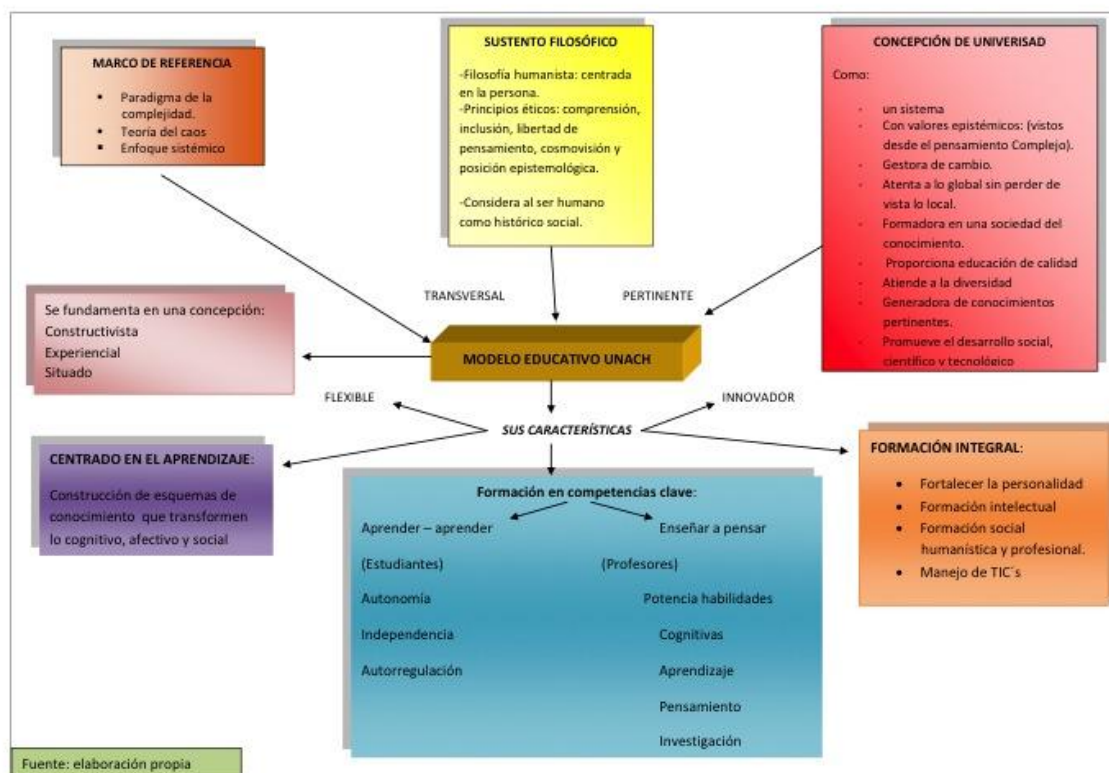 MARCO DE REFERENCIA
▪ Paradigma de la
complejidad.
▪ Teoría del caos
▪ Enfoque sistémico
SUSTENTO FILOSÓFICO
-Filosofía humanista: centrada
en la persona.
-Principios éticos: comprensión,
inclusión, libertad de
pensamiento, cosmovisión y
posición epistemológica.
-Considera al ser humano
como histórico social.
CONCEPCIÓN DE UNIVERISAD
Como:
- un sistema
- Con valores epistémicos: (vistos
desde el pensamiento Complejo).
- Gestora de cambio.
- Atenta a lo global sin perder de
vista lo local.
- Formadora en una sociedad del
conocimiento.
- Proporciona educación de calidad
- Atiende a la diversidad
- Generadora de conocimientos
pertinentes.
- Promueve el desarrollo social,
científico y tecnológico
TRANSVERSAL
PERTINENTE
Se fundamenta en una concepción:
Constructivista
Experiencial
Situado
MODELO EDUCATIVO UNACH
FLEXIBLE
INNOVADOR
SUS CARACTERÍSTICAS
CENTRADO EN EL APRENDIZAJE:
Construcción de esquemas de
conocimiento que transformen
lo cognitivo, afectivo y social
Formación en competencias clave:
Aprender – aprender
(Estudiantes)
Autonomía
Independencia
Autorregulación
Enseñar a pensar
(Profesores)
Potencia habilidades
Cognitivas
Aprendizaje
Pensamiento
Investigación
FORMACIÓN INTEGRAL:
• Fortalecer la personalidad
• Formación intelectual
• Formación social
humanística y profesional.
• Manejo de TIC´s
Fuente: elaboración propia